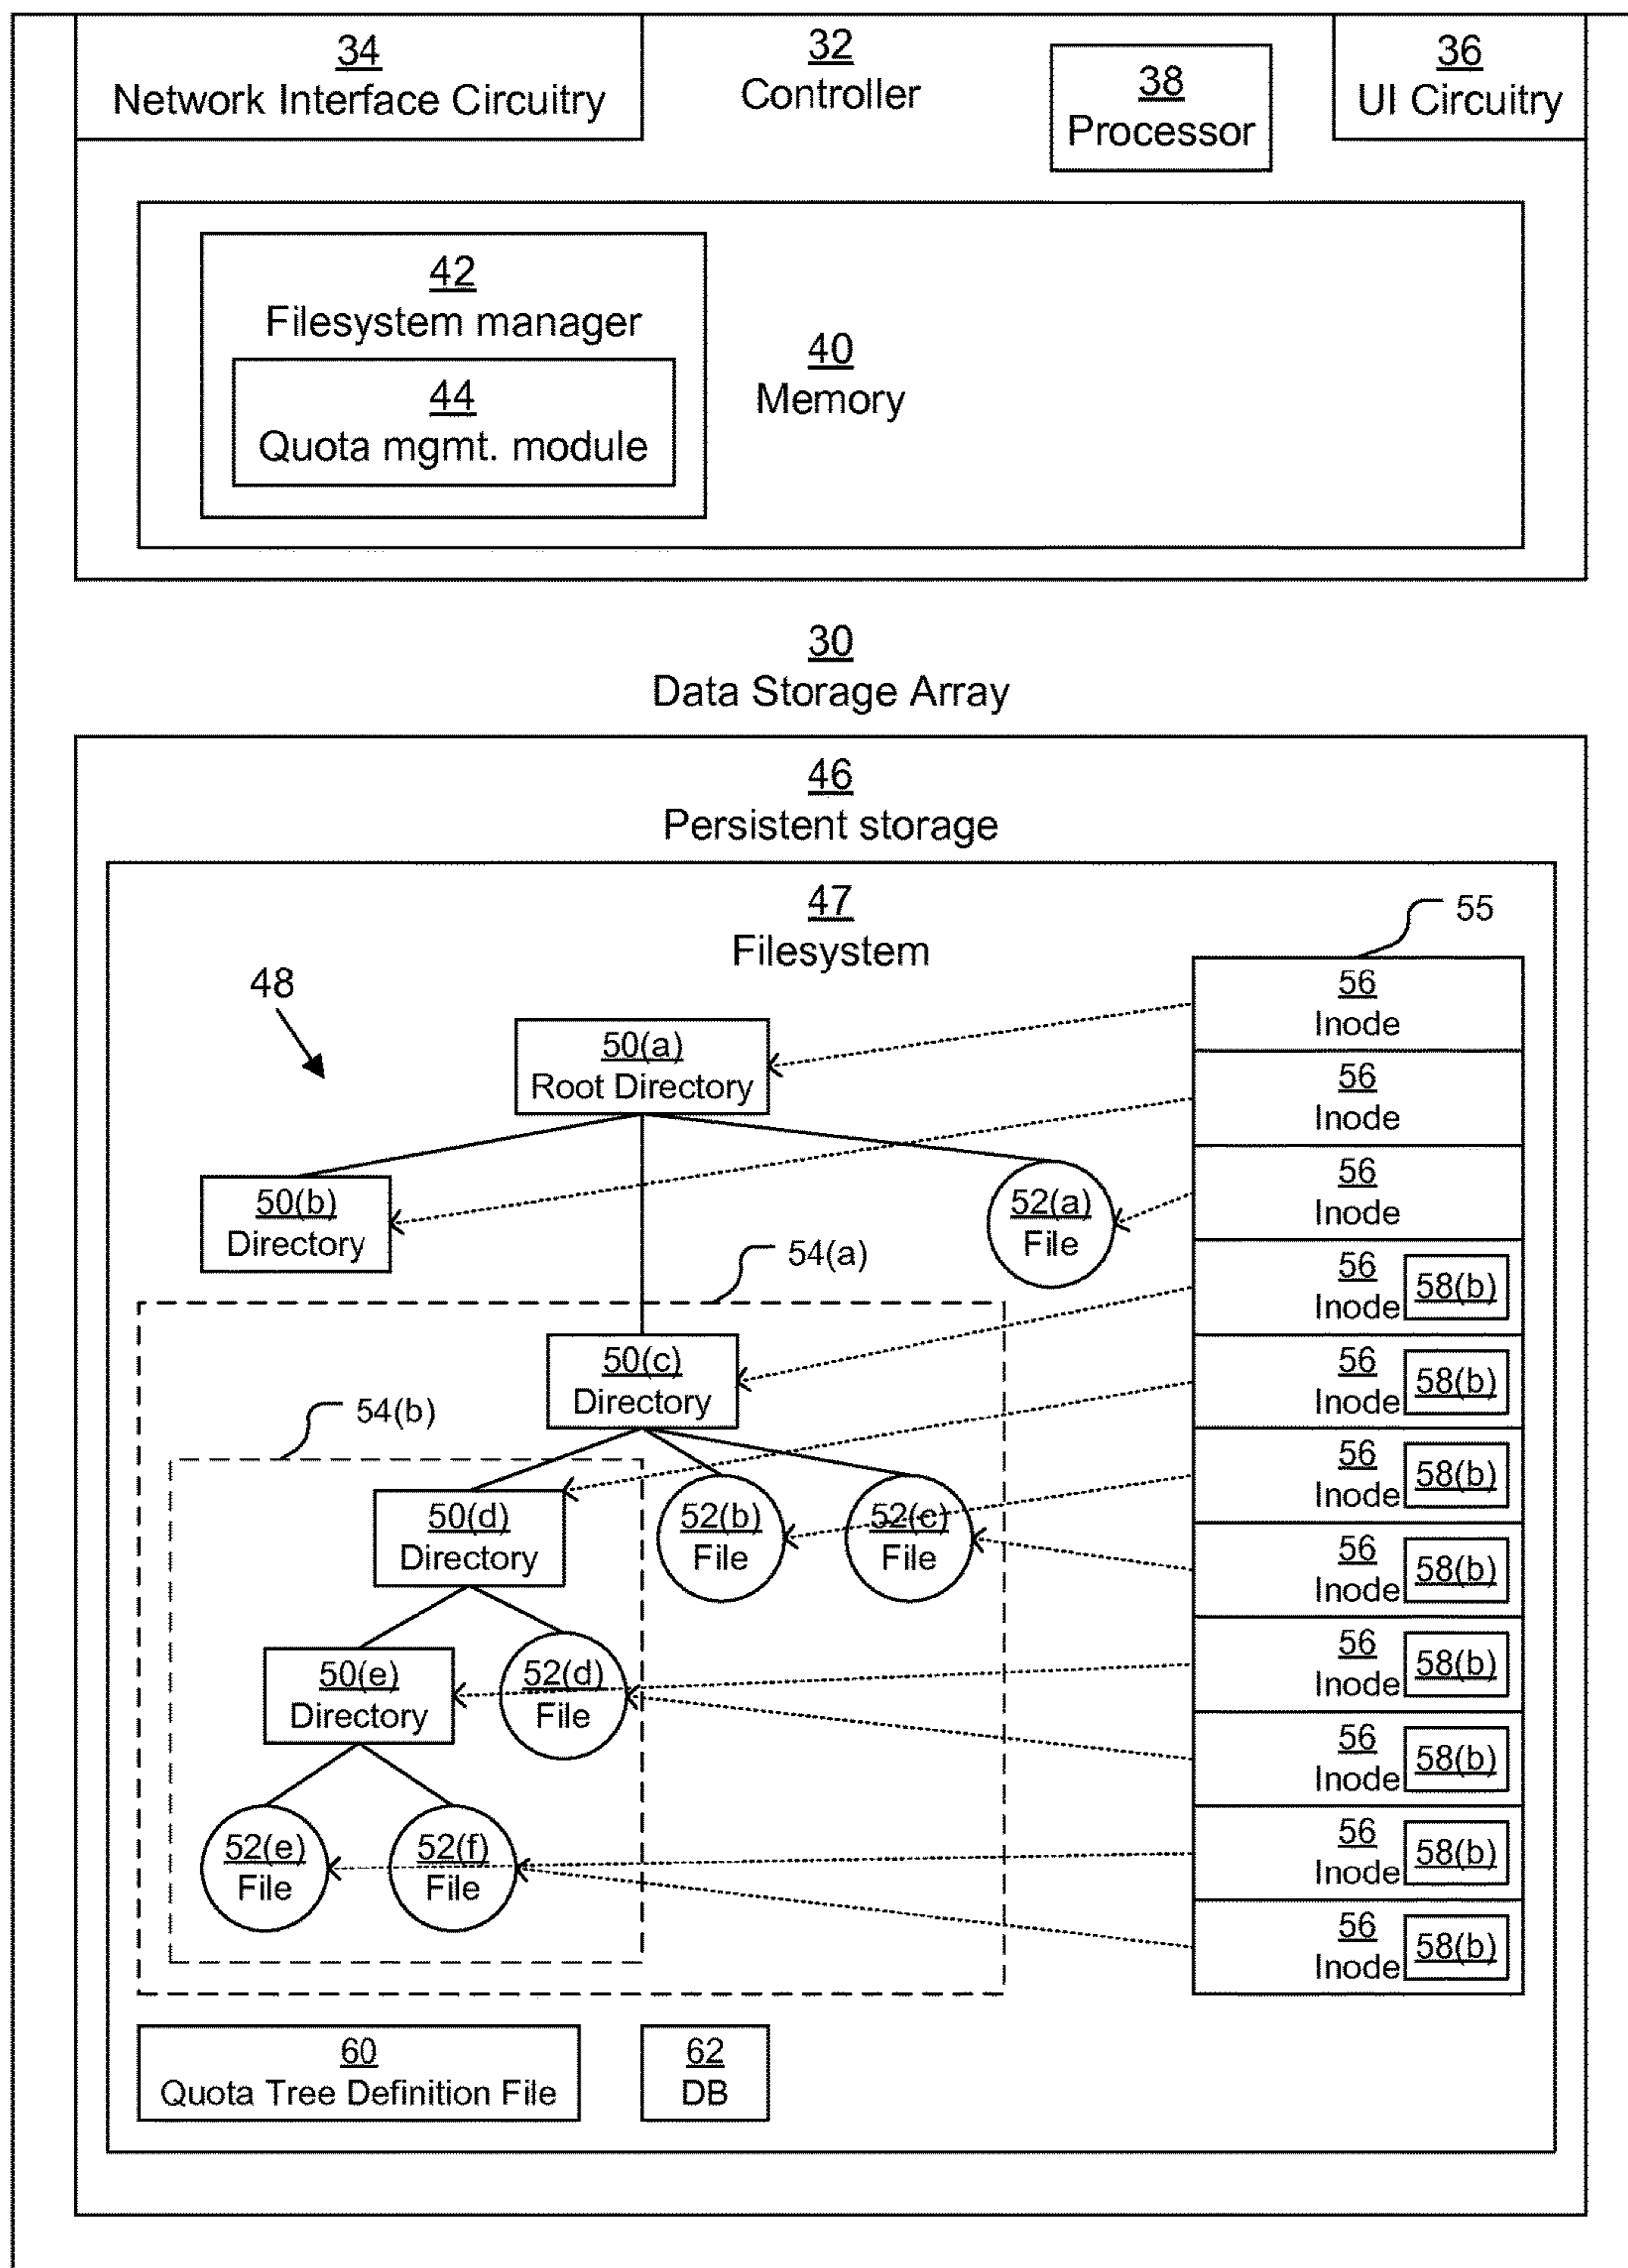 34
Network Interface Circuitry
32
Controller
38
Processor
36
UI Circuitry
42
Filesystem manager
44
Quota mgmt. module
40
Memory
30
Data Storage Array
46
Persistent storage
47
Filesystem
55
48
50(a)
Root Directory
50(b)
Directory
52(a)
File
54(a)
50(c)
Directory
54(b)
50(d)
Directory
52(b)
File
52(c)
File
50(e)
Directory
52(d)
File
52(e)
File
52(f)
File
56
Inode
56
Inode
56
Inode
56
Inode
58(b)
56
Inode
58(b)
56
Inode
58(b)
56
Inode
58(b)
56
Inode
58(b)
56
Inode
58(b)
56
Inode
58(b)
56
Inode
58(b)
60
Quota Tree Definition File
62
DB